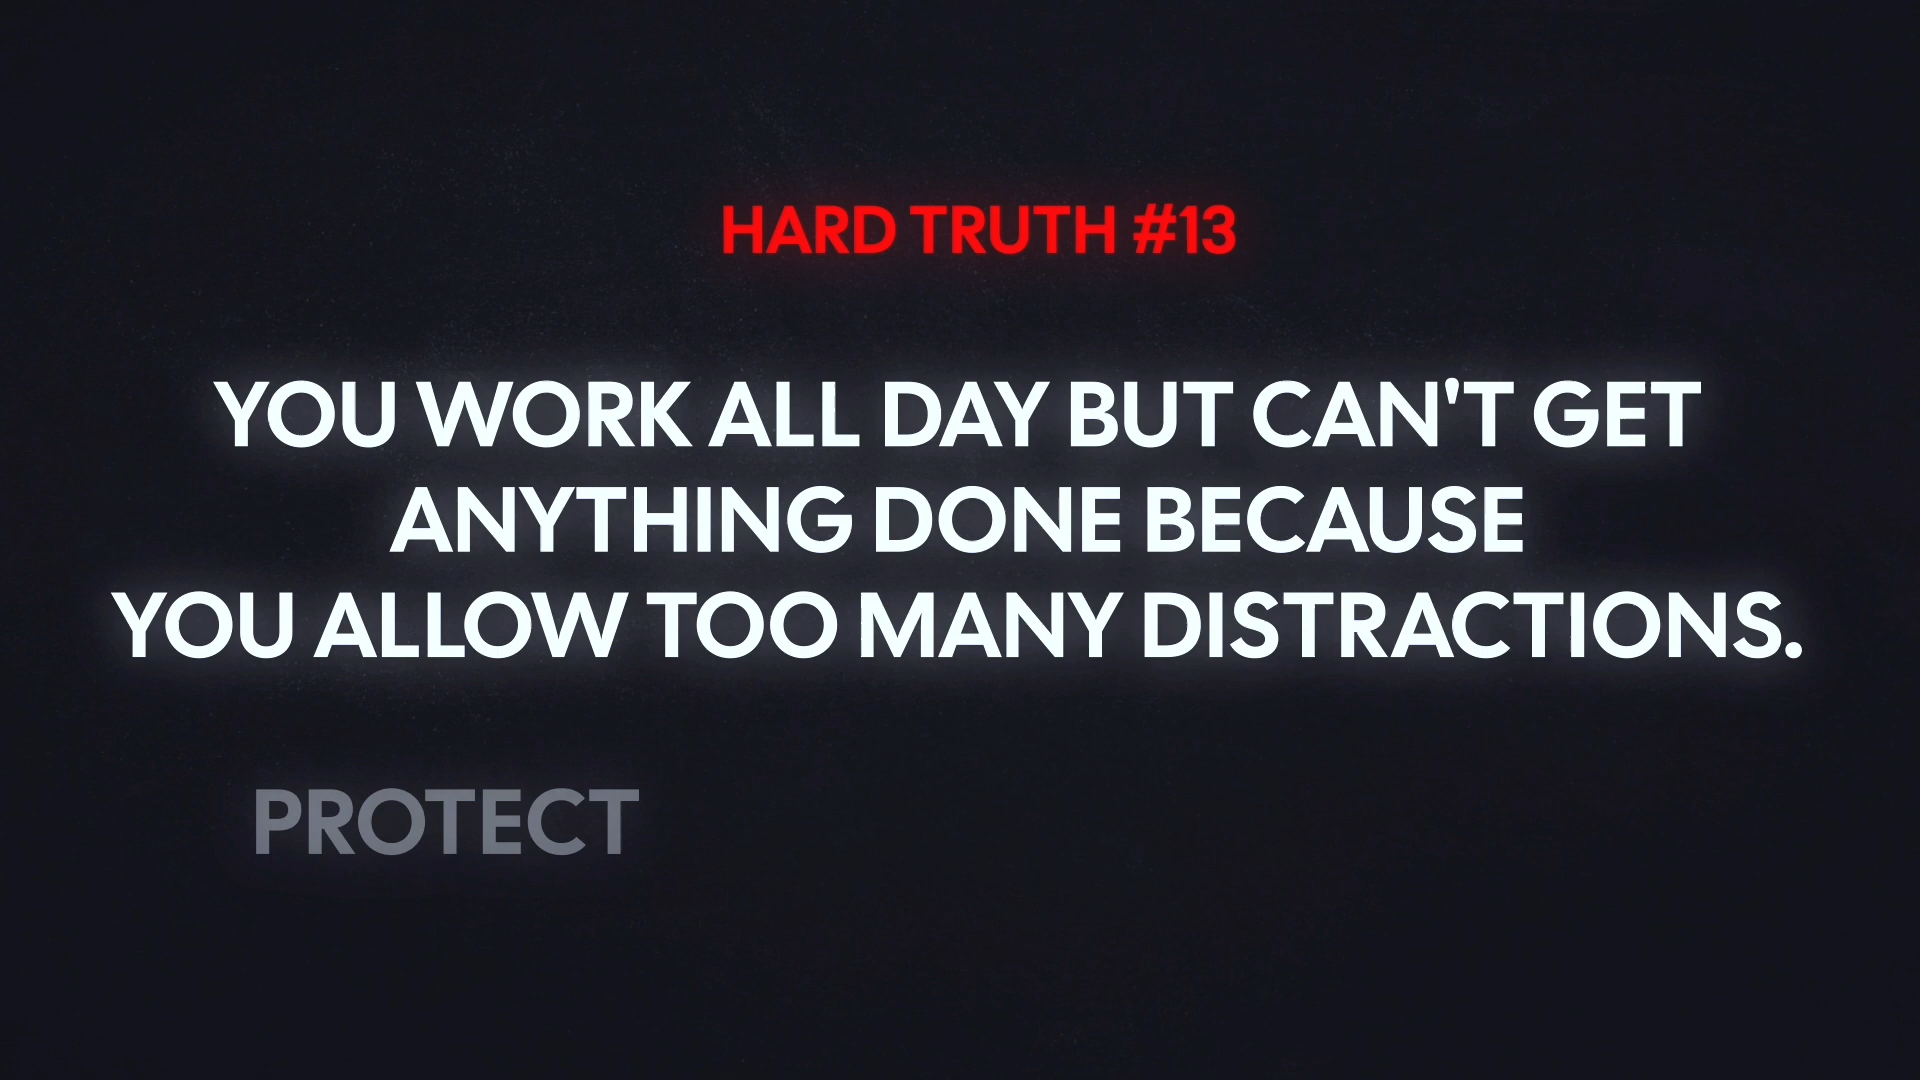 HARD TRUTH #13
YOU WORK ALL DAY BUT CAN'T GET
ANYTHING DONE BECAUSE
YOU ALLOW TOO MANY DISTRACTIONS.
PROTECT